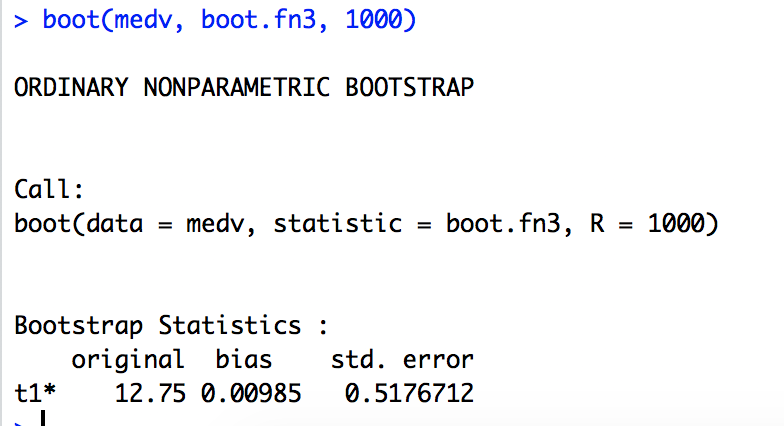 > boot(medv, boot.fn3, 1000)
ORDINARY NONPARAMETRIC BOOTSTRAP
Call:
boot(data = medv, statistic = boot.fn3, R = 1000)
Bootstrap Statistics :
original bias std. error
t1* 12.75 0.00985 0.5176712
>